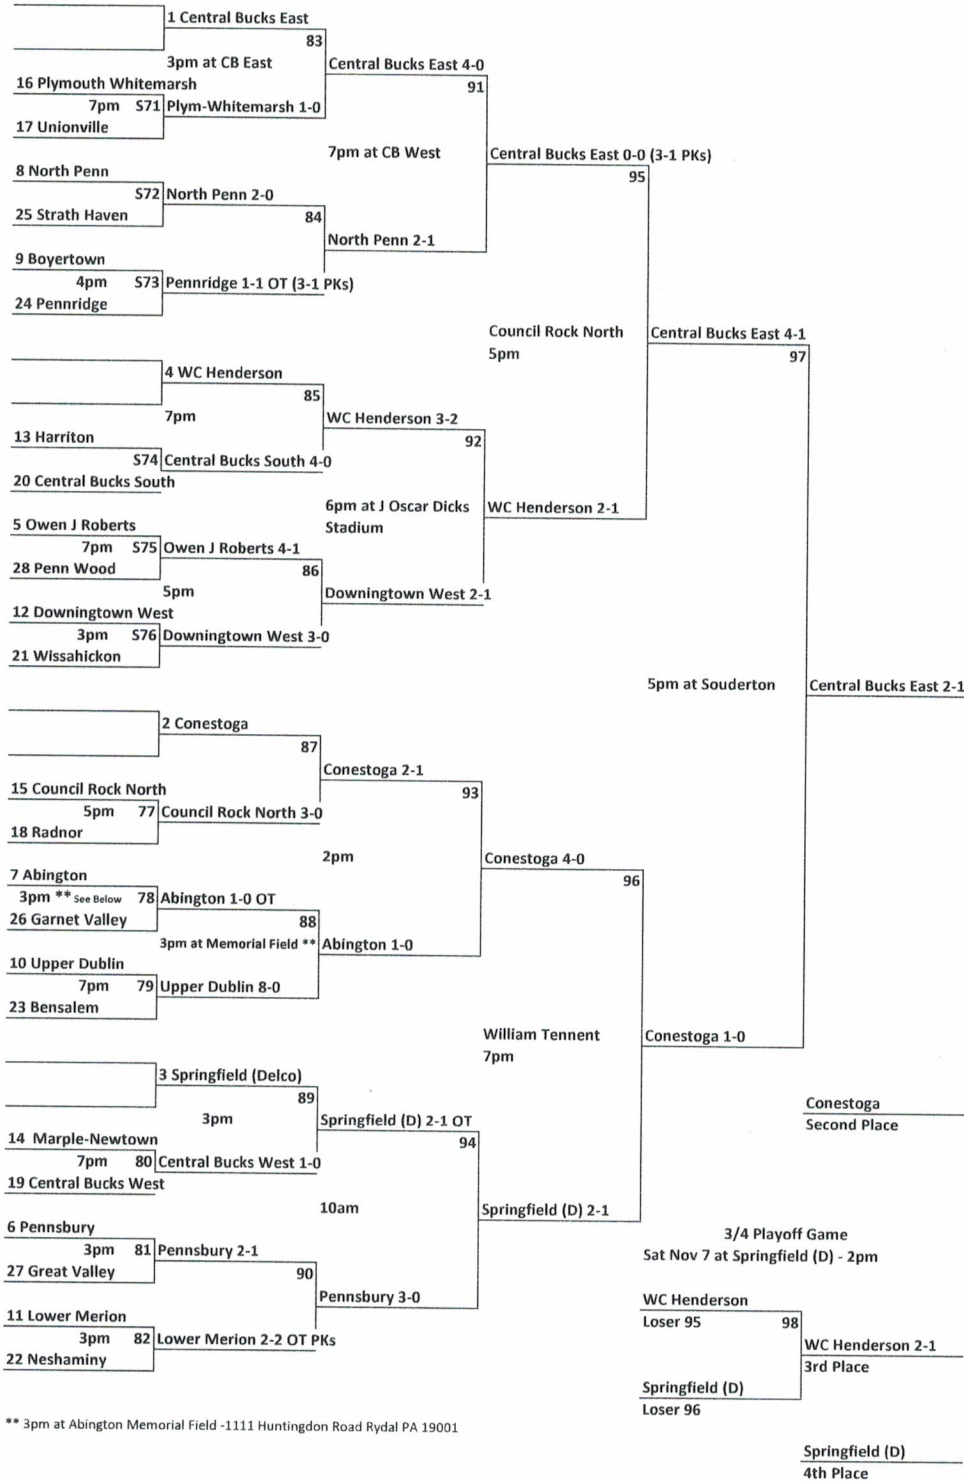 1 Central Bucks East
83
3pm at CB East
Central Bucks East 4-0
16 Plymouth Whitemarsh
91
7pm S71 Plym-Whitemarsh 1-0
17 Unionville
7pm at CB West
Central Bucks East 0-0 (3-1 PKs)
8 North Penn
95
S72 North Penn 2-0
25 Strath Haven
84
North Penn 2-1
9 Boyertown
4pm S73 Pennridge 1-1 OT (3-1 PKs)
24 Pennridge
Council Rock North
5pm
Central Bucks East 4-1
97
4 WC Henderson
85
7pm
WC Henderson 3-2
13 Harriton
92
S74 Central Bucks South 4-0
20 Central Bucks South
6pm at J Oscar Dicks
Stadium
WC Henderson 2-1
5 Owen J Roberts
7pm S75 Owen J Roberts 4-1
28 Penn Wood
86
5pm
Downingtown West 2-1
12 Downingtown West
3pm S76 Downingtown West 3-0
21 Wissahickon
5pm at Souderton
Central Bucks East 2-1
2 Conestoga
87
Conestoga 2-1
15 Council Rock North
93
5pm 77 Council Rock North 3-0
18 Radnor
2pm
Conestoga 4-0
7 Abington
96
3pm ** See Below 78 Abington 1-0 OT
26 Garnet Valley
88
3pm at Memorial Field **
Abington 1-0
10 Upper Dublin
7pm 79 Upper Dublin 8-0
23 Bensalem
William Tennent
7pm
Conestoga 1-0
3 Springfield (Delco)
89
3pm
Springfield (D) 2-1 OT
14 Marple-Newtown
94
7pm 80 Central Bucks West 1-0
19 Central Bucks West
Conestoga
Second Place
10am
Springfield (D) 2-1
6 Pennsbury
3pm 81 Pennsbury 2-1
27 Great Valley
90
Pennsbury 3-0
11 Lower Merion
3pm 82 Lower Merion 2-2 OT PKs
22 Neshaminy
3/4 Playoff Game
Sat Nov 7 at Springfield (D) - 2pm
WC Henderson
Loser 95
98
WC Henderson 2-1
3rd Place
Springfield (D)
Loser 96
** 3pm at Abington Memorial Field -1111 Huntingdon Road Rydal PA 19001
Springfield (D)
4th Place